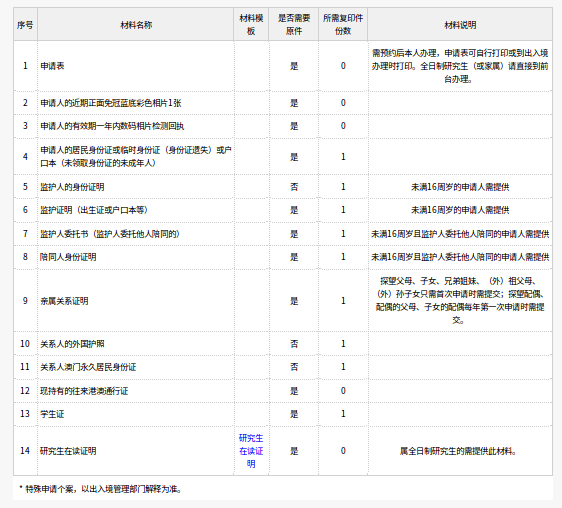 序号 材料名称 材料模板 是否需要原件 所需复印件份数 材料说明
1 申请表 是 0 需预约后本人办理，申请表可自行打印或到出入境
办理时打印。全日制研究生（或家属）请直接到前
台办理。
2 申请人的近期正面免冠蓝底彩色相片1张 是 0
3 申请人的有效期一年内数码相片检测回执 是 0
4 申请人的居民身份证或临时身份证（身份证遗失）或户
口本（未领取身份证的未成年人） 是 1
5 监护人的身份证明 否 1 未满16周岁的申请人需提供
6 监护证明（出生证或户口本等） 是 1 未满16周岁的申请人需提供
7 监护人委托书（监护人委托他人陪同的） 是 1 未满16周岁且监护人委托他人陪同的申请人需提供
8 陪同人身份证明 是 1 未满16周岁且监护人委托他人陪同的申请人需提供
9 亲属关系证明 是 1 探望父母、子女、兄弟姐妹、（外）祖父母、
（外）孙子女只需首次申请时需提交；探望配偶、
配偶的父母、子女的配偶每年第一次申请时需提
交。
10 关系人的外国护照 否 1
11 关系人澳门永久居民身份证 否 1
12 现持有的往来港澳通行证 是 0
13 学生证 是 1
14 研究生在读证明 研究生
在读证
明 是 0 属全日制研究生的需提供此材料。
* 特殊申请个案，以出入境管理部门解释为准。